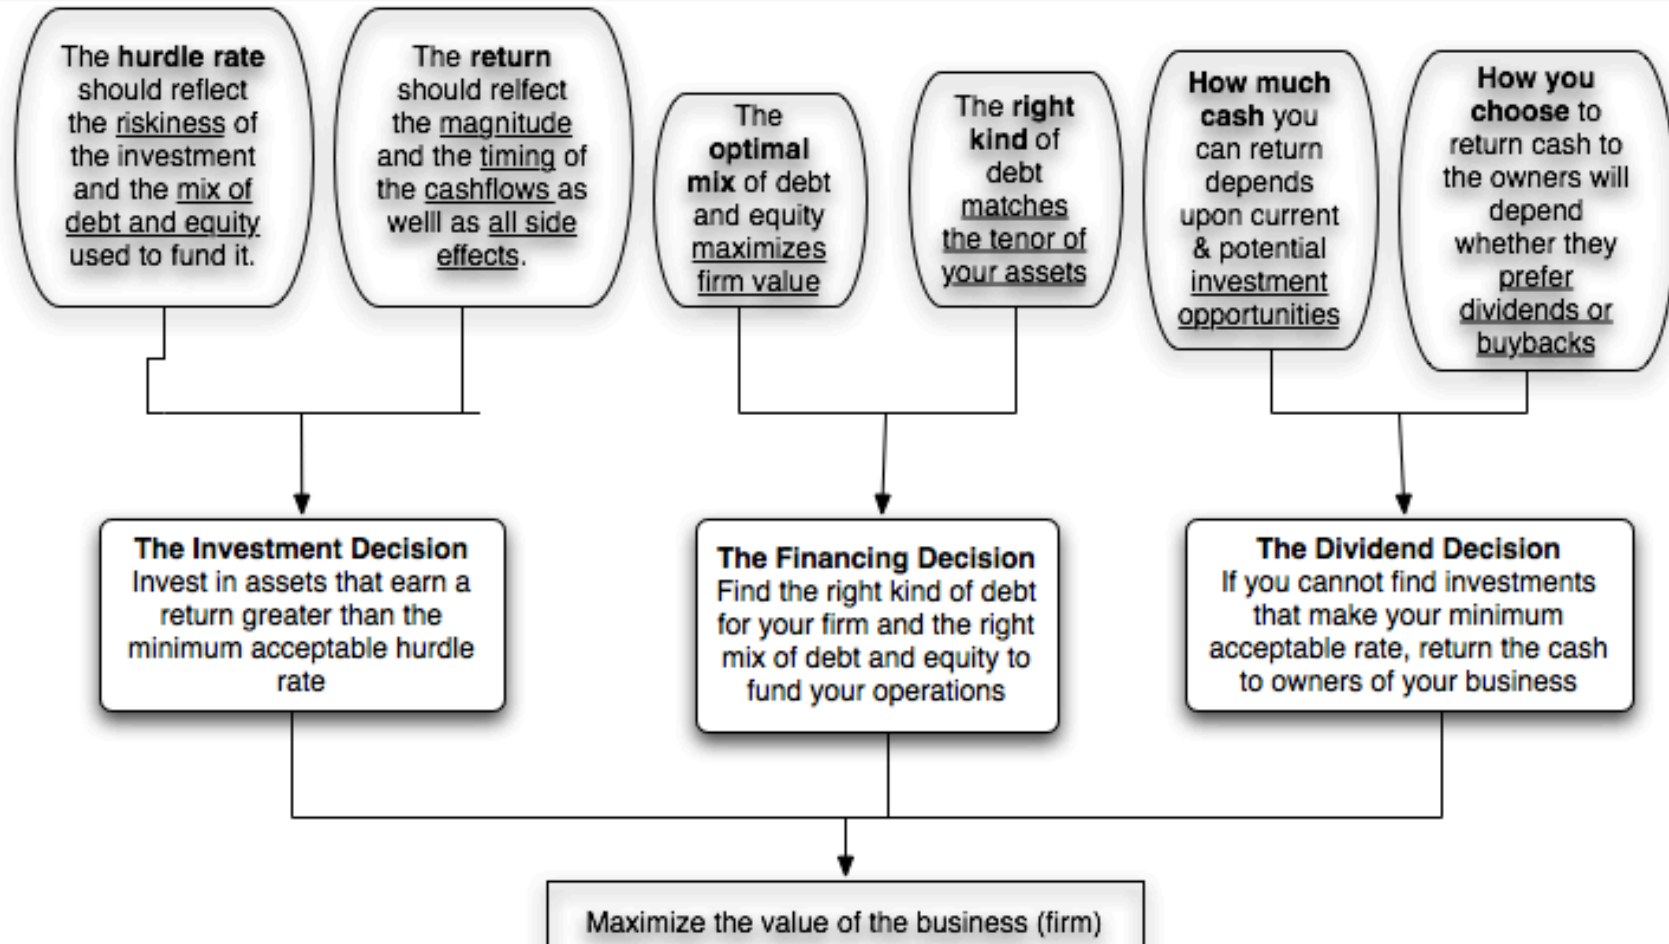 The hurdle rate
should reflect
the riskiness of
the investment
and the mix of
debt and equity
used to fund it.
The return
should relfect
the magnitude
and the timing of
the cashflows as
welll as all side
effects.
The
optimal
mix of debt
and equity
maximizes
firm value
The right
kind of
debt
matches
the tenor of
your assets
How much
cash you
can return
depends
upon current
& potential
investment
opportunities
How you
choose to
return cash to
the owners will
depend
whether they
prefer
dividends or
buybacks
The Investment Decision
Invest in assets that earn a
return greater than the
minimum acceptable hurdle
rate
The Financing Decision
Find the right kind of debt
for your firm and the right
mix of debt and equity to
fund your operations
The Dividend Decision
If you cannot find investments
that make your minimum
acceptable rate, return the cash
to owners of your business
Maximize the value of the business (firm)